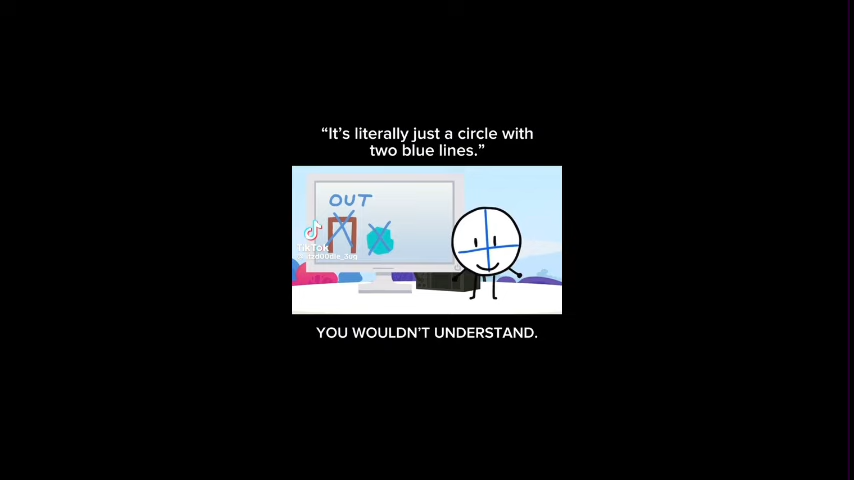 “It’s literally just a circle with
two blue lines.”
OUT
TikTok
YOU WOULDN’T UNDERSTAND.